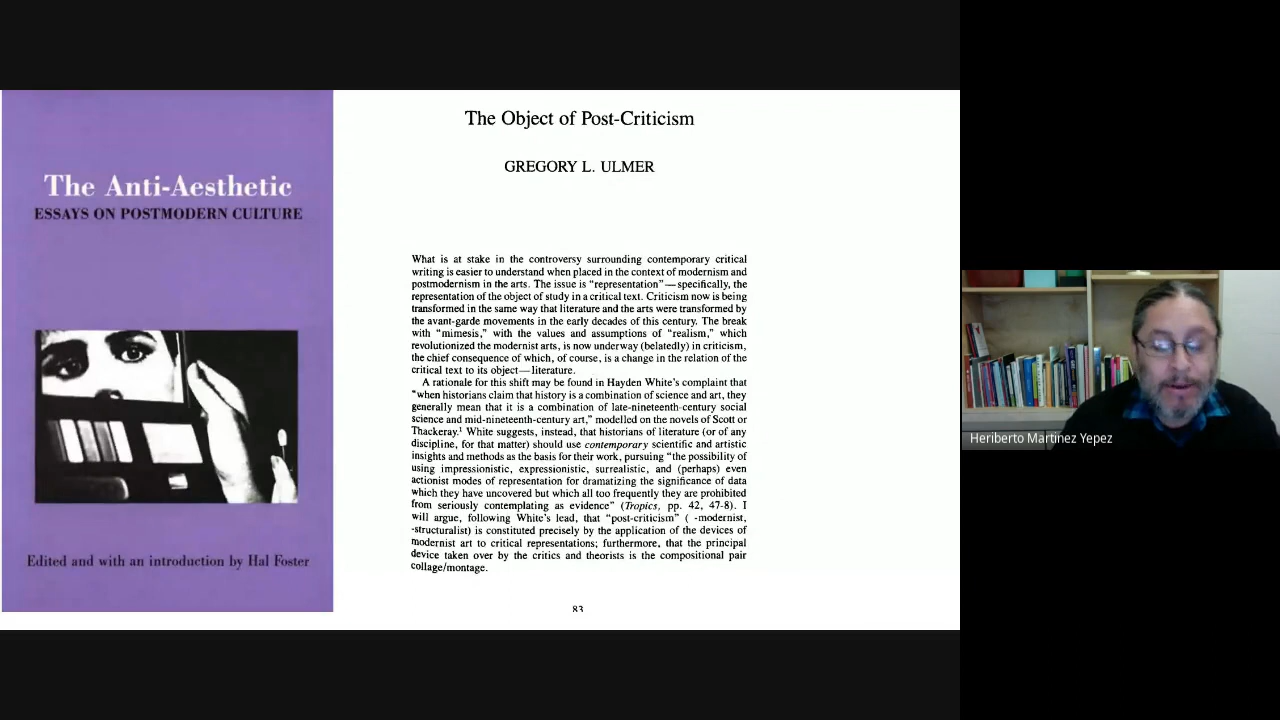 The Anti-Aesthetic
ESSAYS ON POSTMODERN CULTURE
Edited and with an introduction by Hal Foster
The Object of Post-Criticism
GREGORY L. ULMER
What is at stake in the controversy surrounding contemporary critical
writing is easier to understand when placed in the context of modernism and
postmodernism in the arts. The issue is “representation”—specifically, the
representation of the object of study in a critical text. Criticism now is being
transformed in the same way that literature and the arts were transformed by
the avant-garde movements in the early decades of this century. The break
with “mimesis,” with the values and assumptions of “realism,” which
revolutionized the modernist arts, is now underway (belatedly) in criticism,
the chief consequence of which, of course, is a change in the relation of the
critical text to its object—literature.
A rationale for this shift may be found in Hayden White’s complaint that
“when historians claim that history is a combination of science and art, they
generally mean that it is a combination of late-nineteenth-century social
science and mid-nineteenth-century art,” modelled on the novels of Scott or
Thackeray.¹ White suggests, instead, that historians of literature (or of any
discipline, for that matter) should use contemporary scientific and artistic
insights and methods as the basis for their work, pursuing “the possibility of
using impressionistic, expressionistic, surrealistic, and (perhaps) even
actionist modes of representation for dramatizing the significance of data
which they have uncovered but which all too frequently they are prohibited
from seriously contemplating as evidence” (Tropics, pp. 42, 47-8). I
will argue, following White’s lead, that “post-criticism” ( -modernist,
-structuralist) is constituted precisely by the application of the devices of
modernist art to critical representations; furthermore, that the principal
device taken over by the critics and theorists is the compositional pair
collage/montage.
83
Heriberto Martinez Yepez